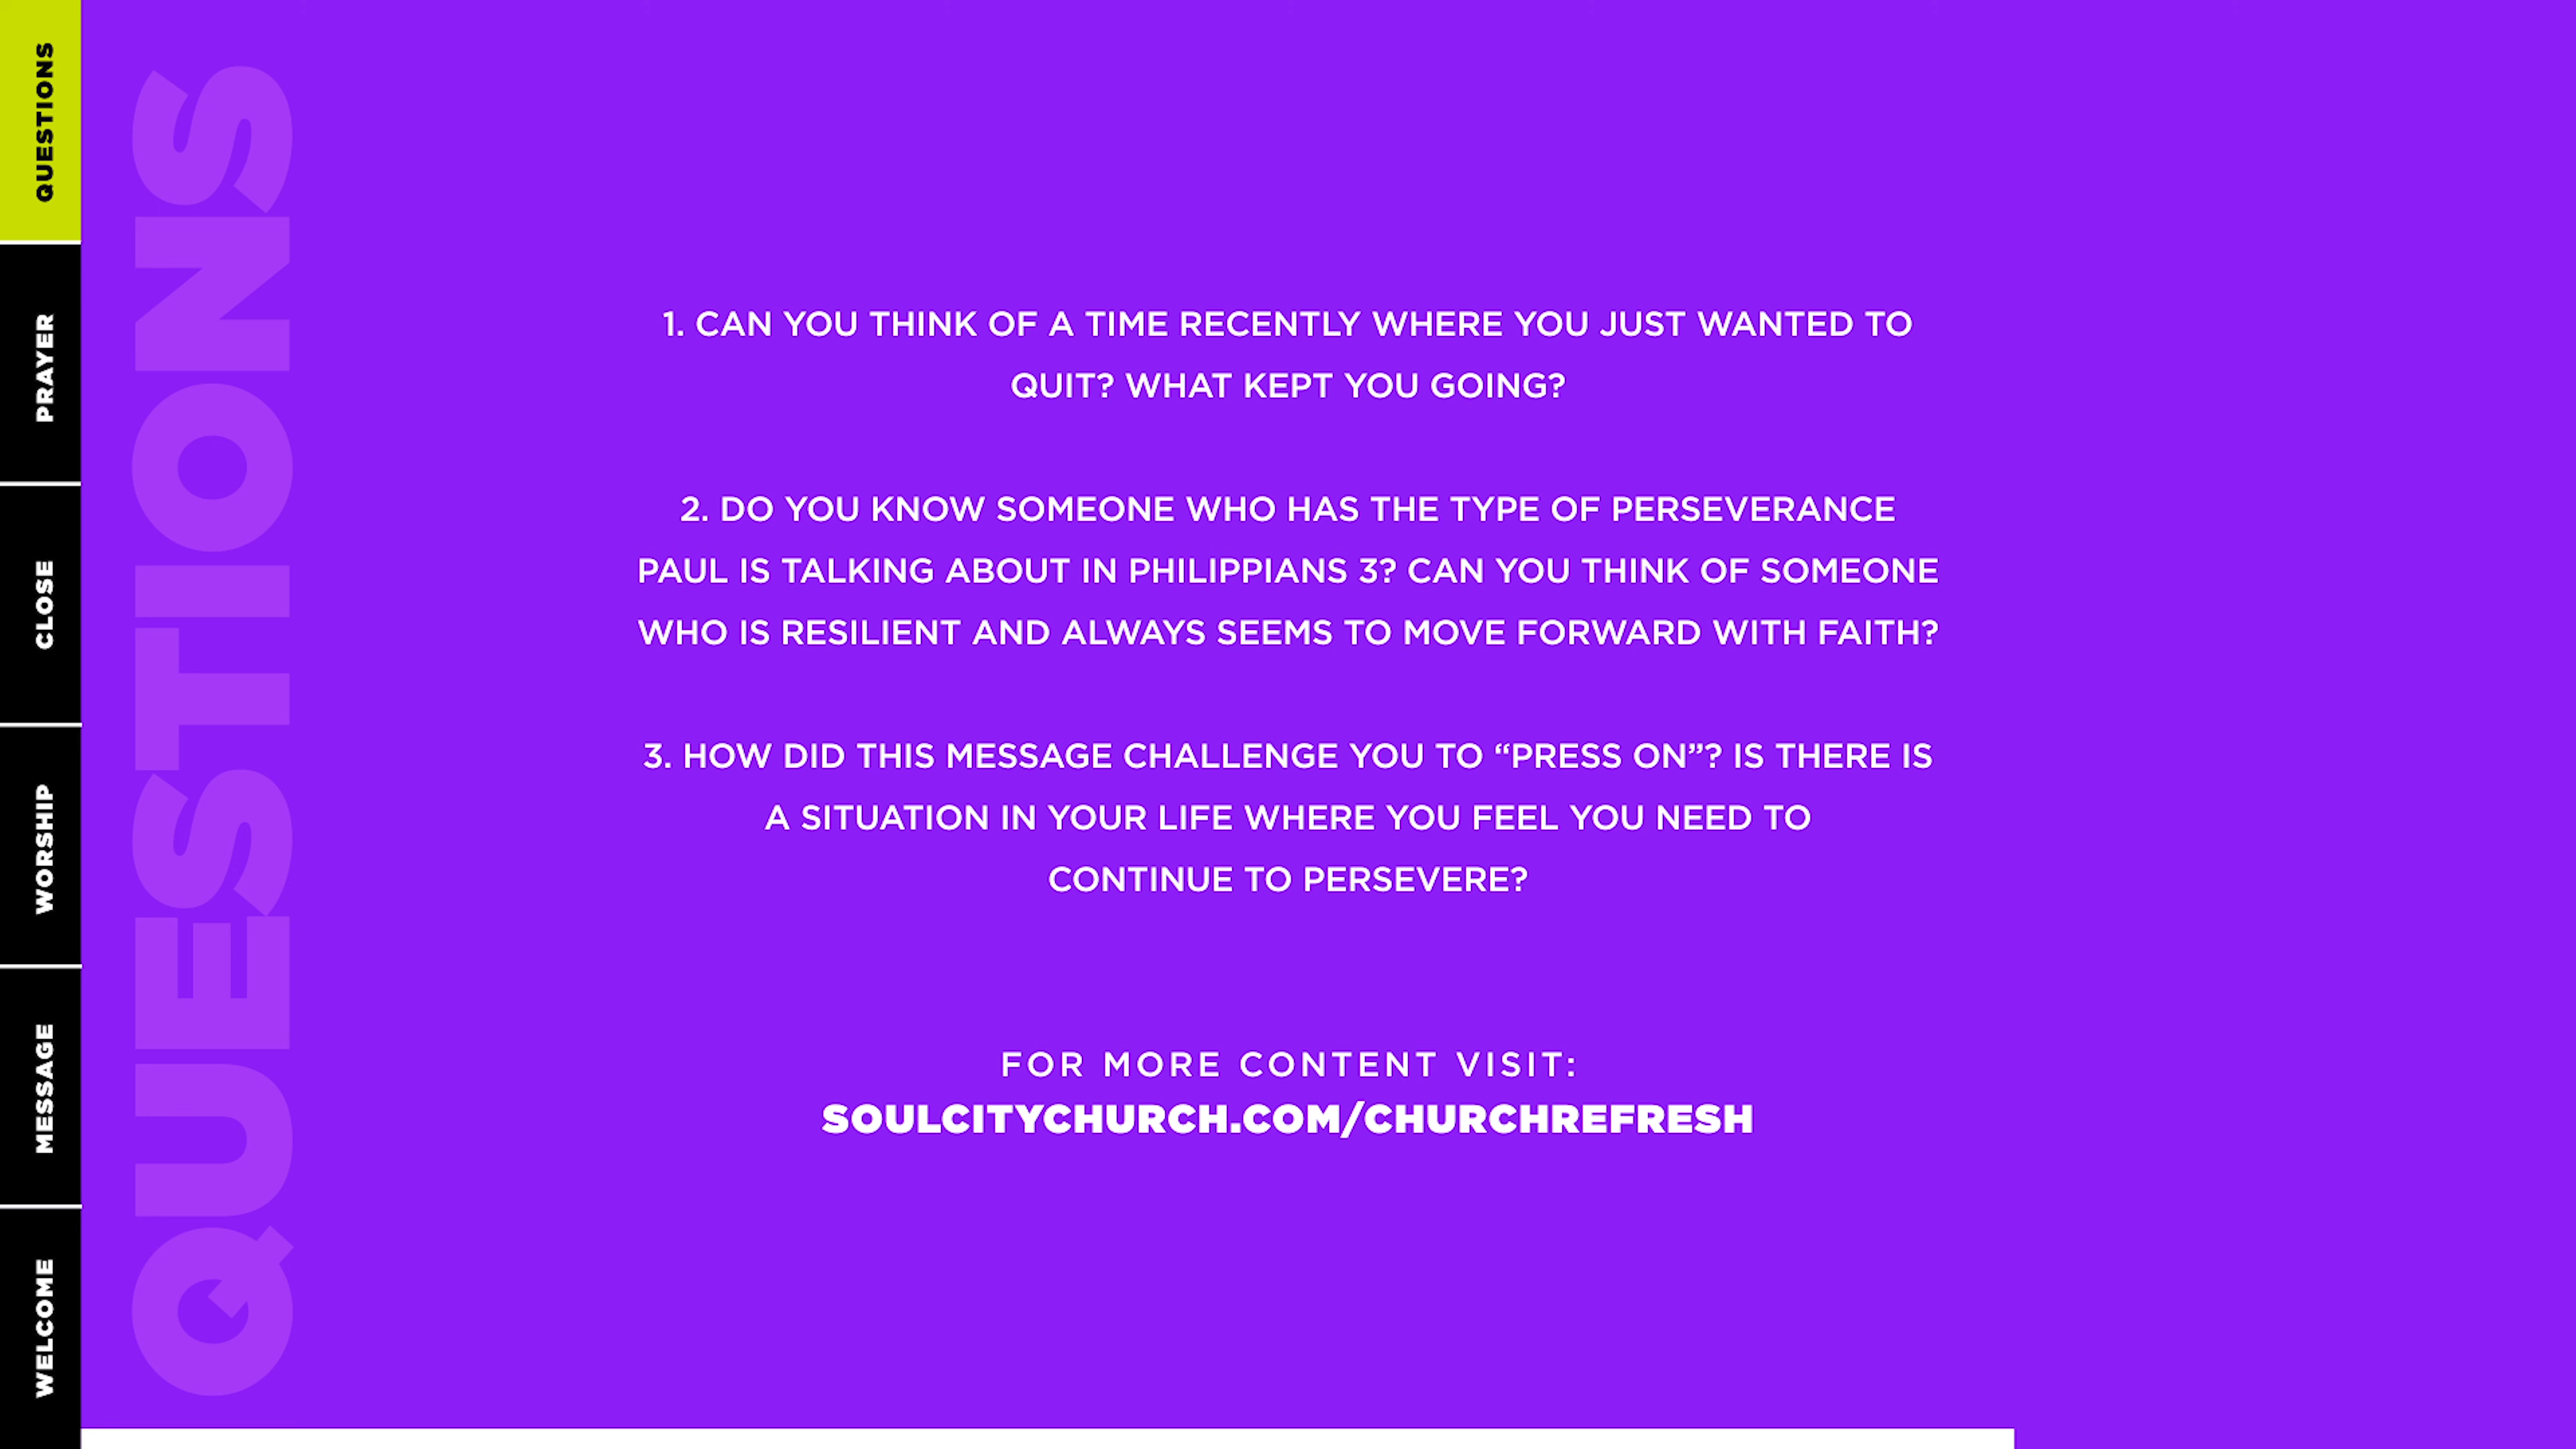 QUESTIONS
PRAYER
CLOSE
WORSHIP
MESSAGE
WELCOME
QUESTIONS
1. CAN YOU THINK OF A TIME RECENTLY WHERE YOU JUST WANTED TO
QUIT? WHAT KEPT YOU GOING?
2. DO YOU KNOW SOMEONE WHO HAS THE TYPE OF PERSEVERANCE
PAUL IS TALKING ABOUT IN PHILIPPIANS 3? CAN YOU THINK OF SOMEONE
WHO IS RESILIENT AND ALWAYS SEEMS TO MOVE FORWARD WITH FAITH?
3. HOW DID THIS MESSAGE CHALLENGE YOU TO “PRESS ON”? IS THERE IS
A SITUATION IN YOUR LIFE WHERE YOU FEEL YOU NEED TO
CONTINUE TO PERSEVERE?
FOR MORE CONTENT VISIT:
SOULCITYCHURCH.COM/CHURCHREFRESH